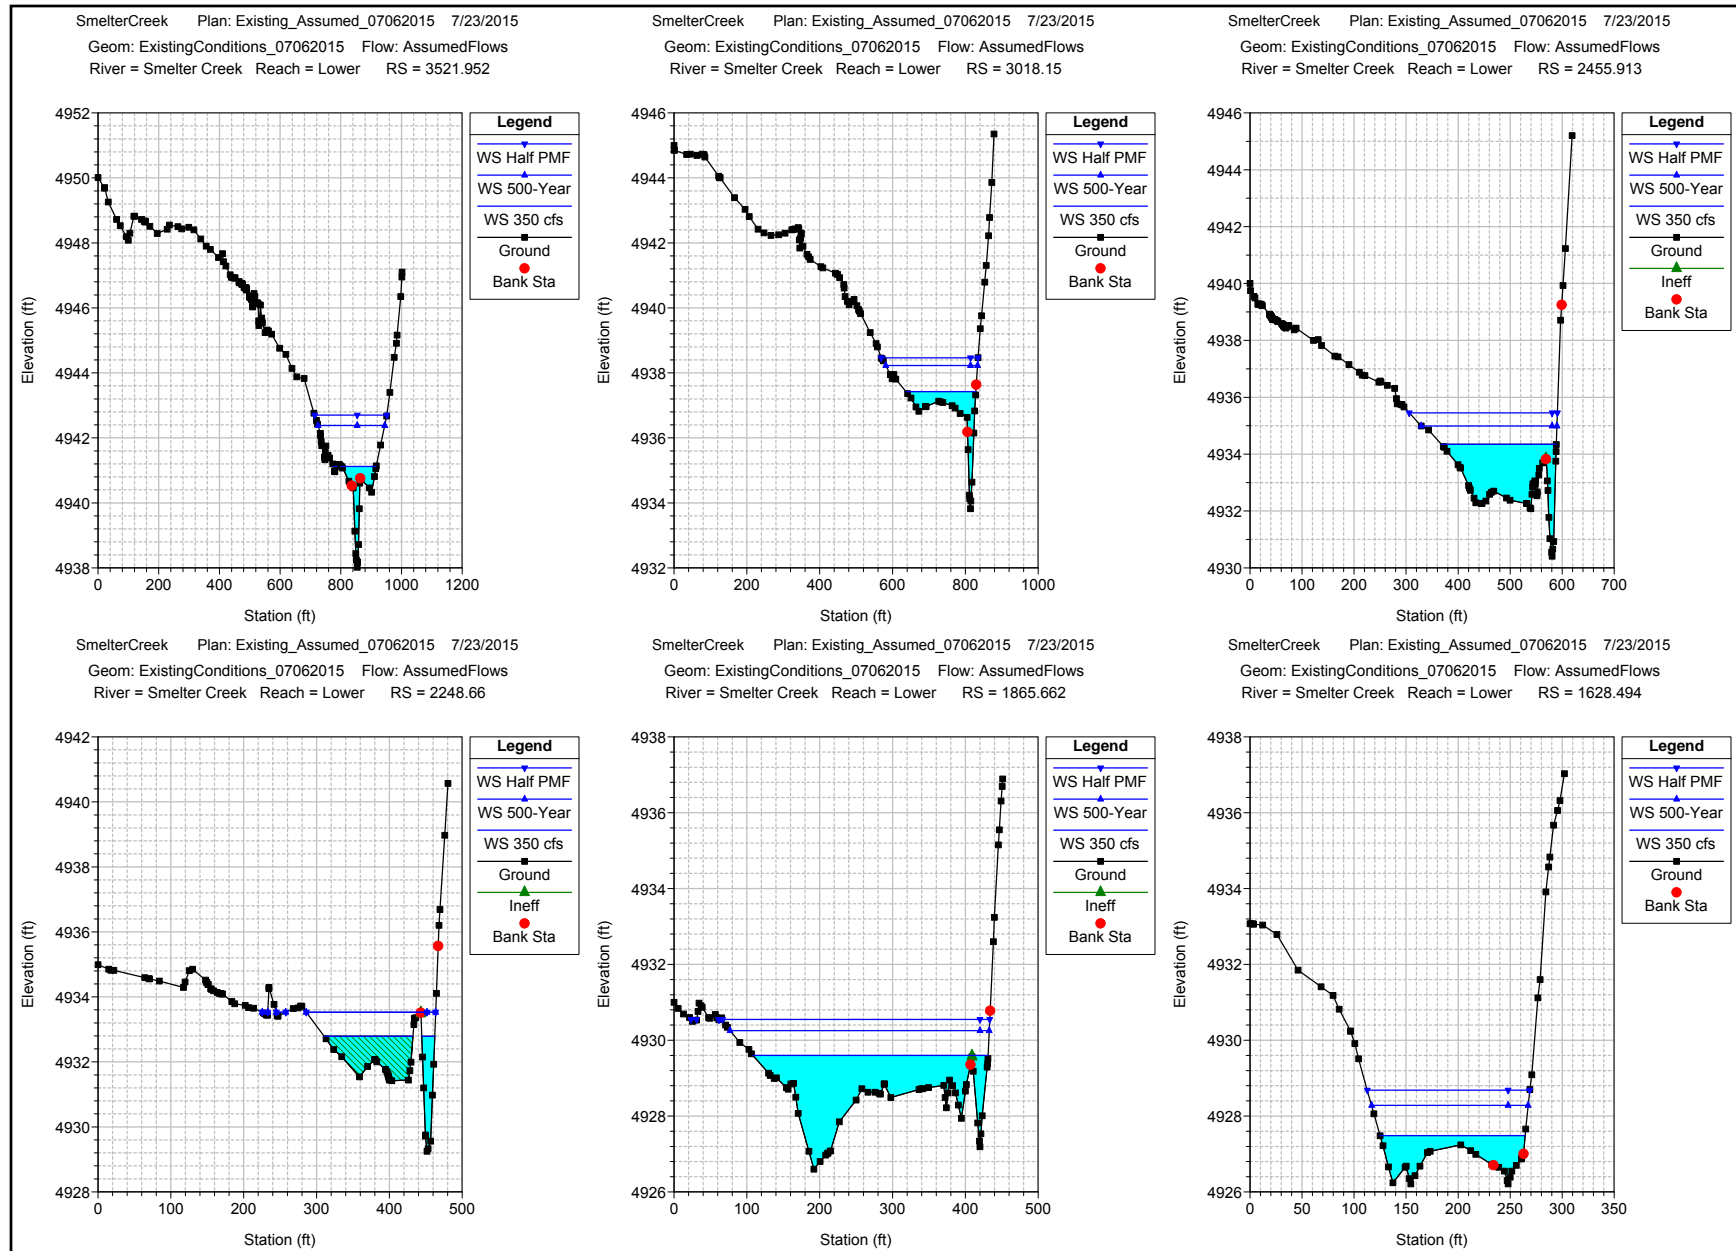 SmelterCreek Plan: Existing_Assumed_07062015 7/23/2015
Geom: ExistingConditions_07062015 Flow: AssumedFlows
River = Smelter Creek Reach = Lower RS = 3521.952
4952
4950
4948
4946
4944
4942
4940
4938
Elevation (ft)
0 200 400 600 800 1000 1200
Station (ft)
Legend
WS Half PMF
WS 500-Year
WS 350 cfs
Ground
Bank Sta
SmelterCreek Plan: Existing_Assumed_07062015 7/23/2015
Geom: ExistingConditions_07062015 Flow: AssumedFlows
River = Smelter Creek Reach = Lower RS = 3018.15
4946
4944
4942
4940
4938
4936
4934
4932
Elevation (ft)
0 200 400 600 800 1000
Station (ft)
Legend
WS Half PMF
WS 500-Year
WS 350 cfs
Ground
Bank Sta
SmelterCreek Plan: Existing_Assumed_07062015 7/23/2015
Geom: ExistingConditions_07062015 Flow: AssumedFlows
River = Smelter Creek Reach = Lower RS = 2455.913
4946
4944
4942
4940
4938
4936
4934
4932
4930
Elevation (ft)
0 100 200 300 400 500 600 700
Station (ft)
Legend
WS Half PMF
WS 500-Year
WS 350 cfs
Ground
Ineff
Bank Sta
SmelterCreek Plan: Existing_Assumed_07062015 7/23/2015
Geom: ExistingConditions_07062015 Flow: AssumedFlows
River = Smelter Creek Reach = Lower RS = 2248.66
4942
4940
4938
4936
4934
4932
4930
4928
Elevation (ft)
0 100 200 300 400 500
Station (ft)
Legend
WS Half PMF
WS 500-Year
WS 350 cfs
Ground
Ineff
Bank Sta
SmelterCreek Plan: Existing_Assumed_07062015 7/23/2015
Geom: ExistingConditions_07062015 Flow: AssumedFlows
River = Smelter Creek Reach = Lower RS = 1865.662
4938
4936
4934
4932
4930
4928
4926
Elevation (ft)
0 100 200 300 400 500
Station (ft)
Legend
WS Half PMF
WS 500-Year
WS 350 cfs
Ground
Ineff
Bank Sta
SmelterCreek Plan: Existing_Assumed_07062015 7/23/2015
Geom: ExistingConditions_07062015 Flow: AssumedFlows
River = Smelter Creek Reach = Lower RS = 1628.494
4938
4936
4934
4932
4930
4928
4926
Elevation (ft)
0 50 100 150 200 250 300 350
Station (ft)
Legend
WS Half PMF
WS 500-Year
WS 350 cfs
Ground
Bank Sta